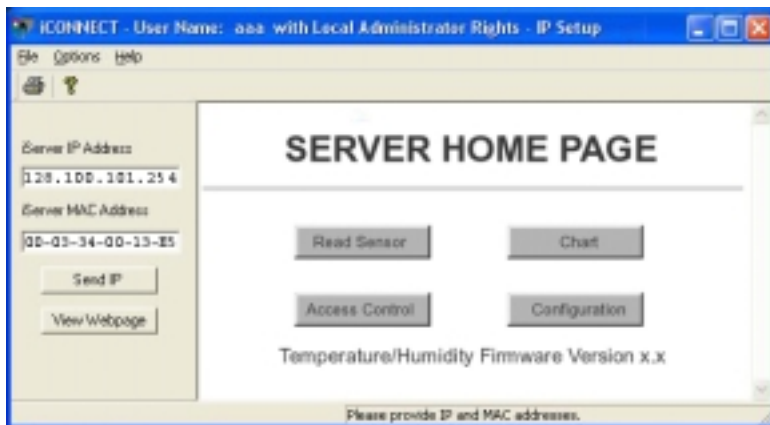 iCONNECT - User Name: aaa with Local Administrator Rights - IP Setup
File Options Help
iServer IP Address
128.100.101.254
iServer MAC Address
00-03-34-00-13-E5
Send IP
View Webpage
SERVER HOME PAGE
Read Sensor Chart
Access Control Configuration
Temperature/Humidity Firmware Version x.x
Please provide IP and MAC addresses.